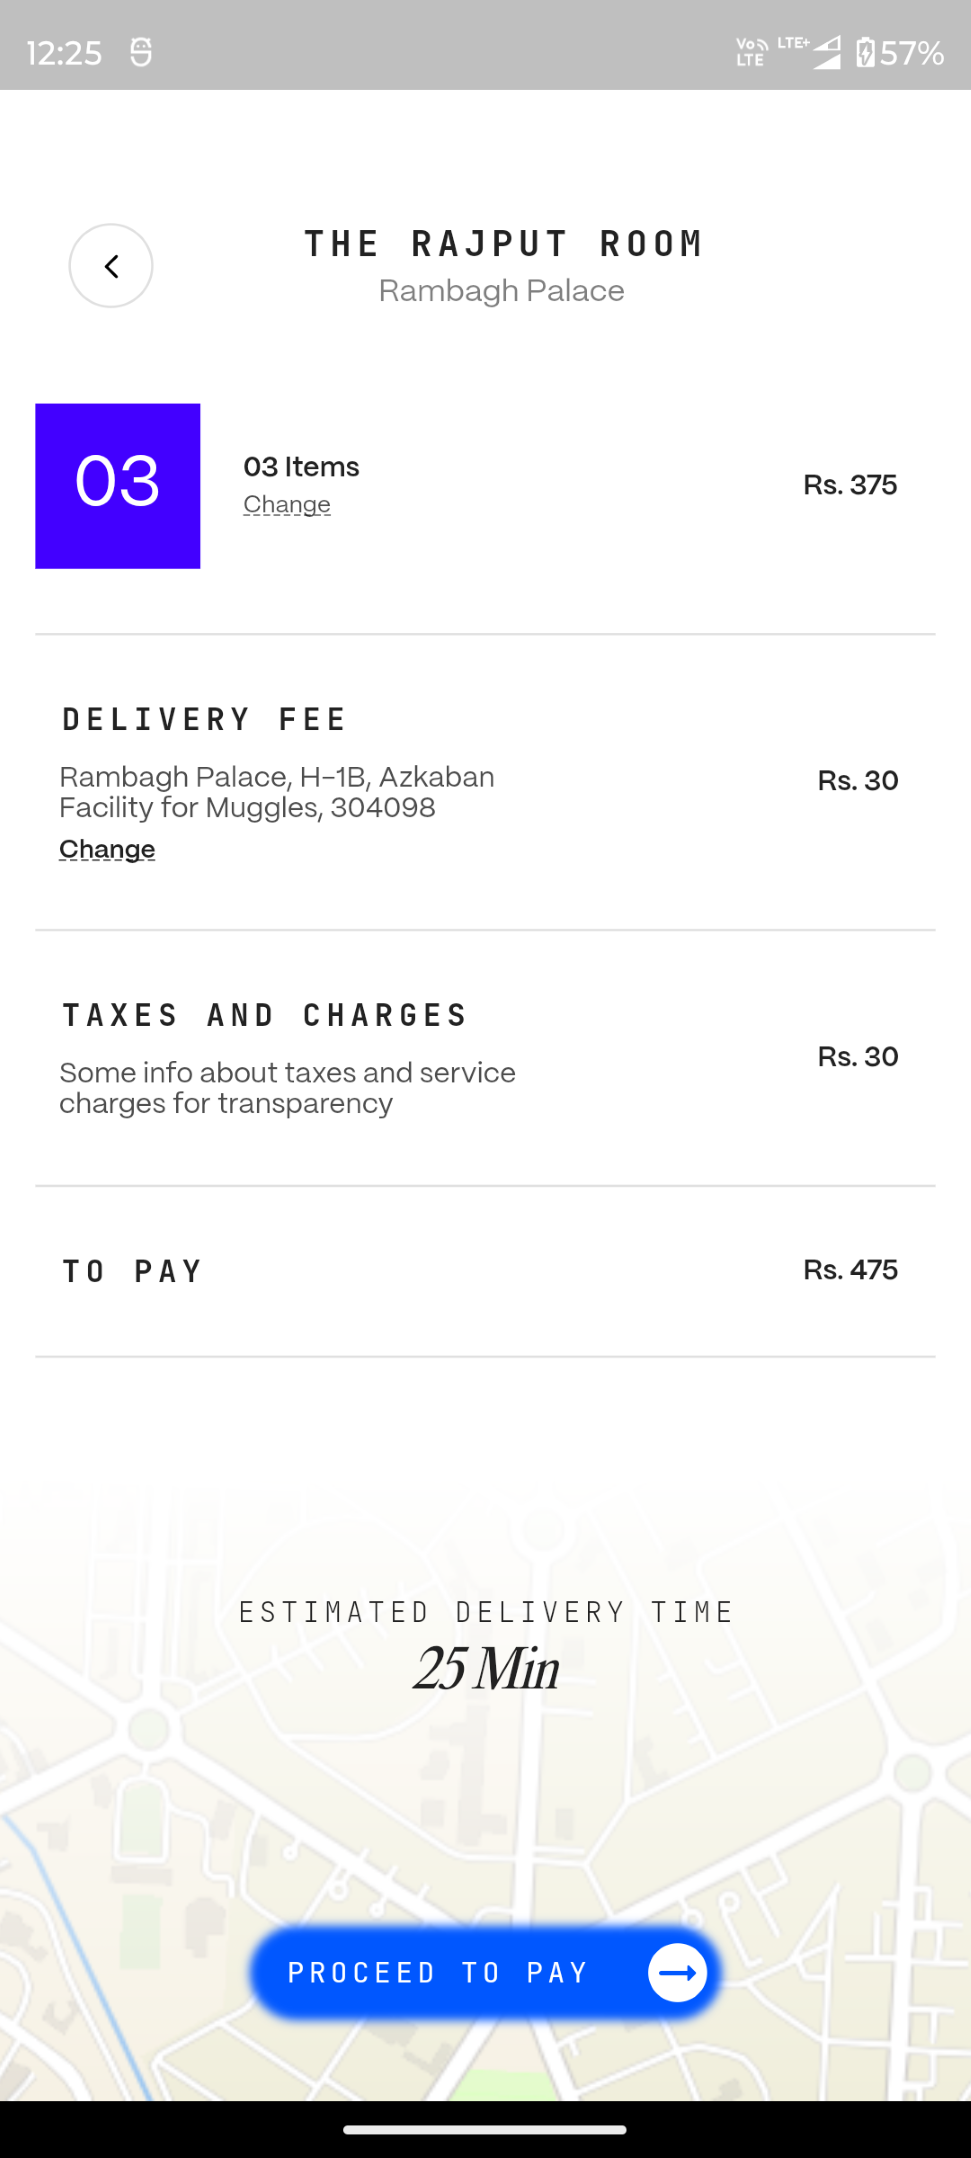 12:25
Vo LTE LTE+ 57%
THE RAJPUT ROOM
Rambagh Palace
03
03 Items
Change
Rs. 375
DELIVERY FEE
Rambagh Palace, H-1B, Azkaban
Facility for Muggles, 304098
Rs. 30
Change
TAXES AND CHARGES
Some info about taxes and service
charges for transparency
Rs. 30
TO PAY
Rs. 475
ESTIMATED DELIVERY TIME
25 Min
PROCEED TO PAY